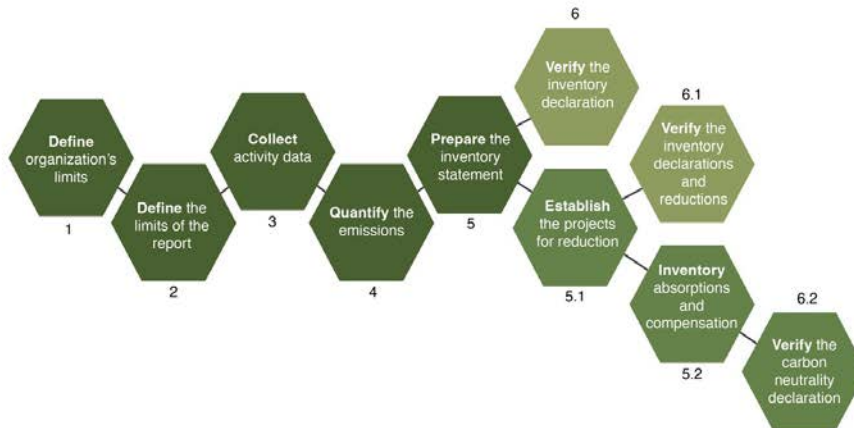 Define
organization's
limits
1
Define the
limits of the
report
2
Collect
activity data
3
Quantify the
emissions
4
Prepare the
inventory
statement
5
6
Verify the
inventory
declaration
Establish
the projects
for reduction
5.1
6.1
Verify the
inventory
declarations
and
reductions
Inventory
absorptions
and
compensation
5.2
6.2
Verify the
carbon
neutrality
declaration